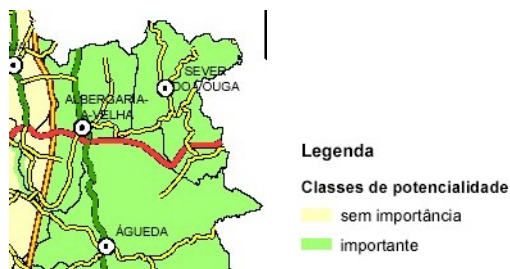 SEVER
DO VOUGA
ALBERGARIA-
A-VELHA
ÁGUEDA
Legenda
Classes de potencialidade
sem importância
importante